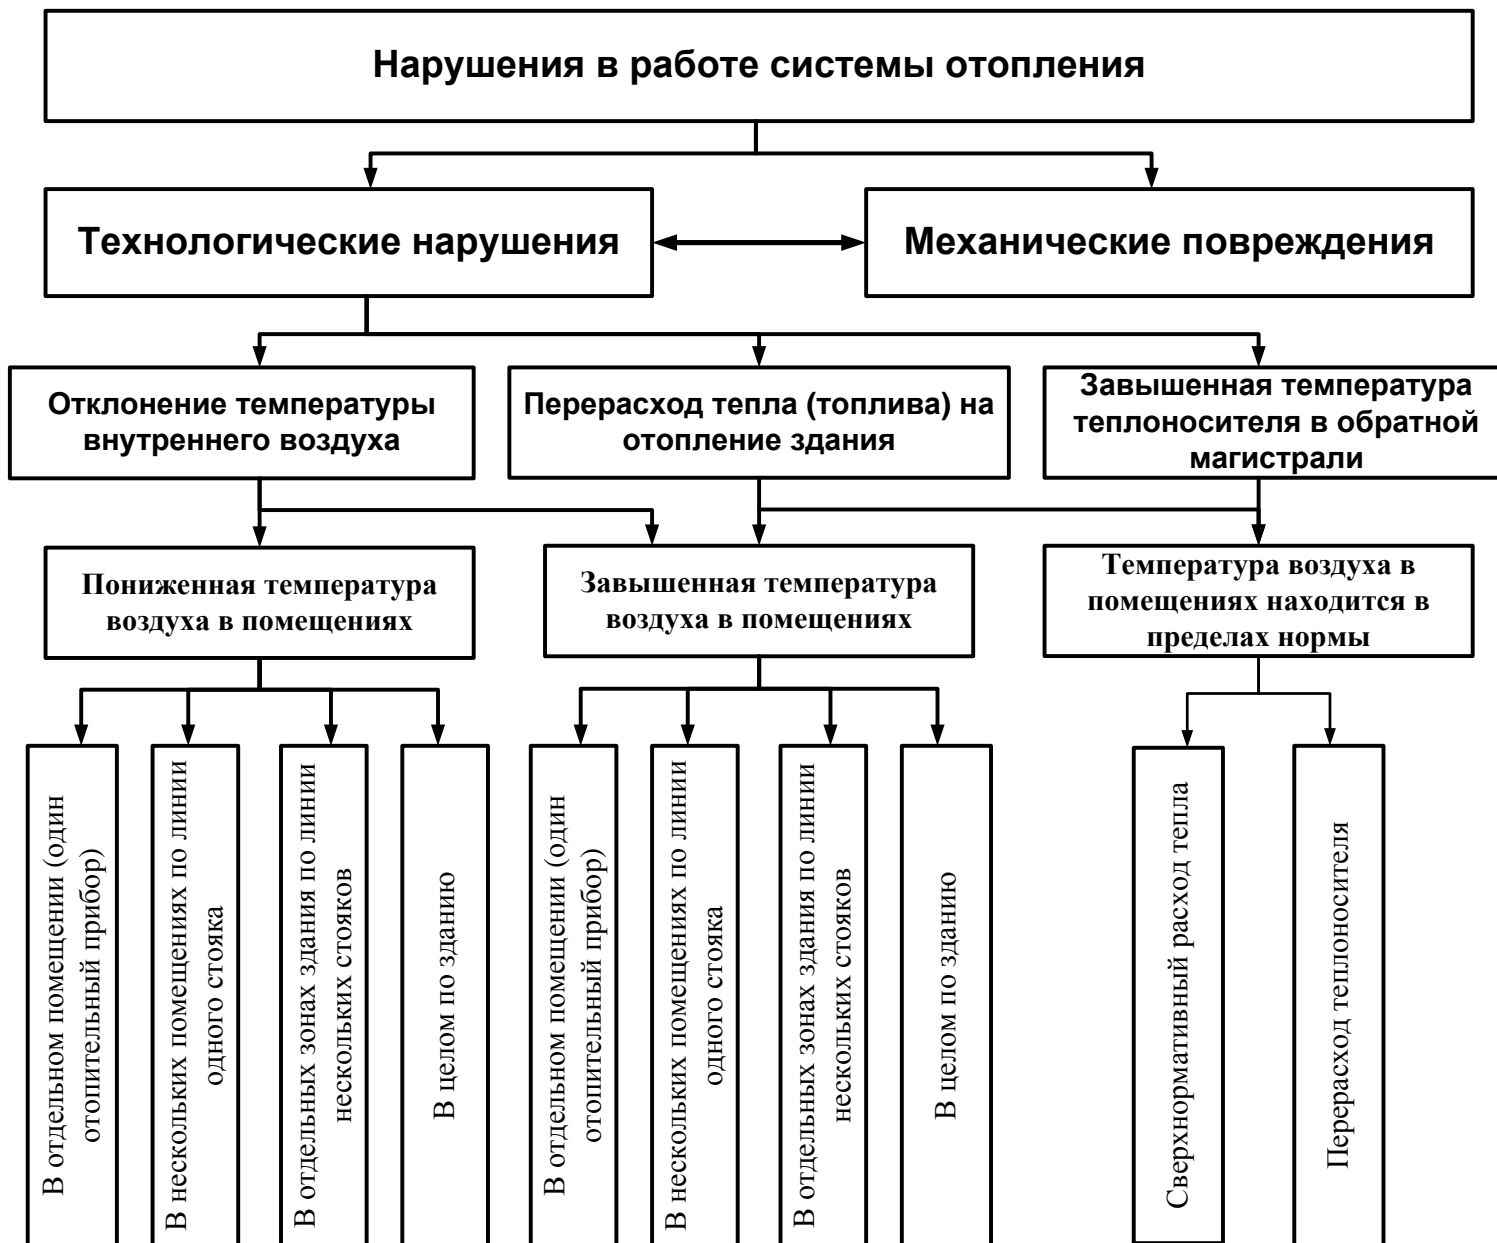 Нарушения в работе системы отопления
Технологические нарушения
Механические повреждения
Отклонение температуры
внутреннего воздуха
Перерасход тепла (топлива) на
отопление здания
Завышенная температура
теплоносителя в обратной
магистрали
Пониженная температура
воздуха в помещениях
Завышенная температура
воздуха в помещениях
Температура воздуха в
помещениях находится в
пределах нормы
В отдельном помещении (один
отопительный прибор)
В нескольких помещениях по линии
одного стояка
В отдельных зонах здания по линии
нескольких стояков
В целом по зданию
В отдельном помещении (один
отопительный прибор)
В нескольких помещениях по линии
одного стояка
В отдельных зонах здания по линии
нескольких стояков
В целом по зданию
Сверхнормативный расход тепла
Перерасход теплоносителя